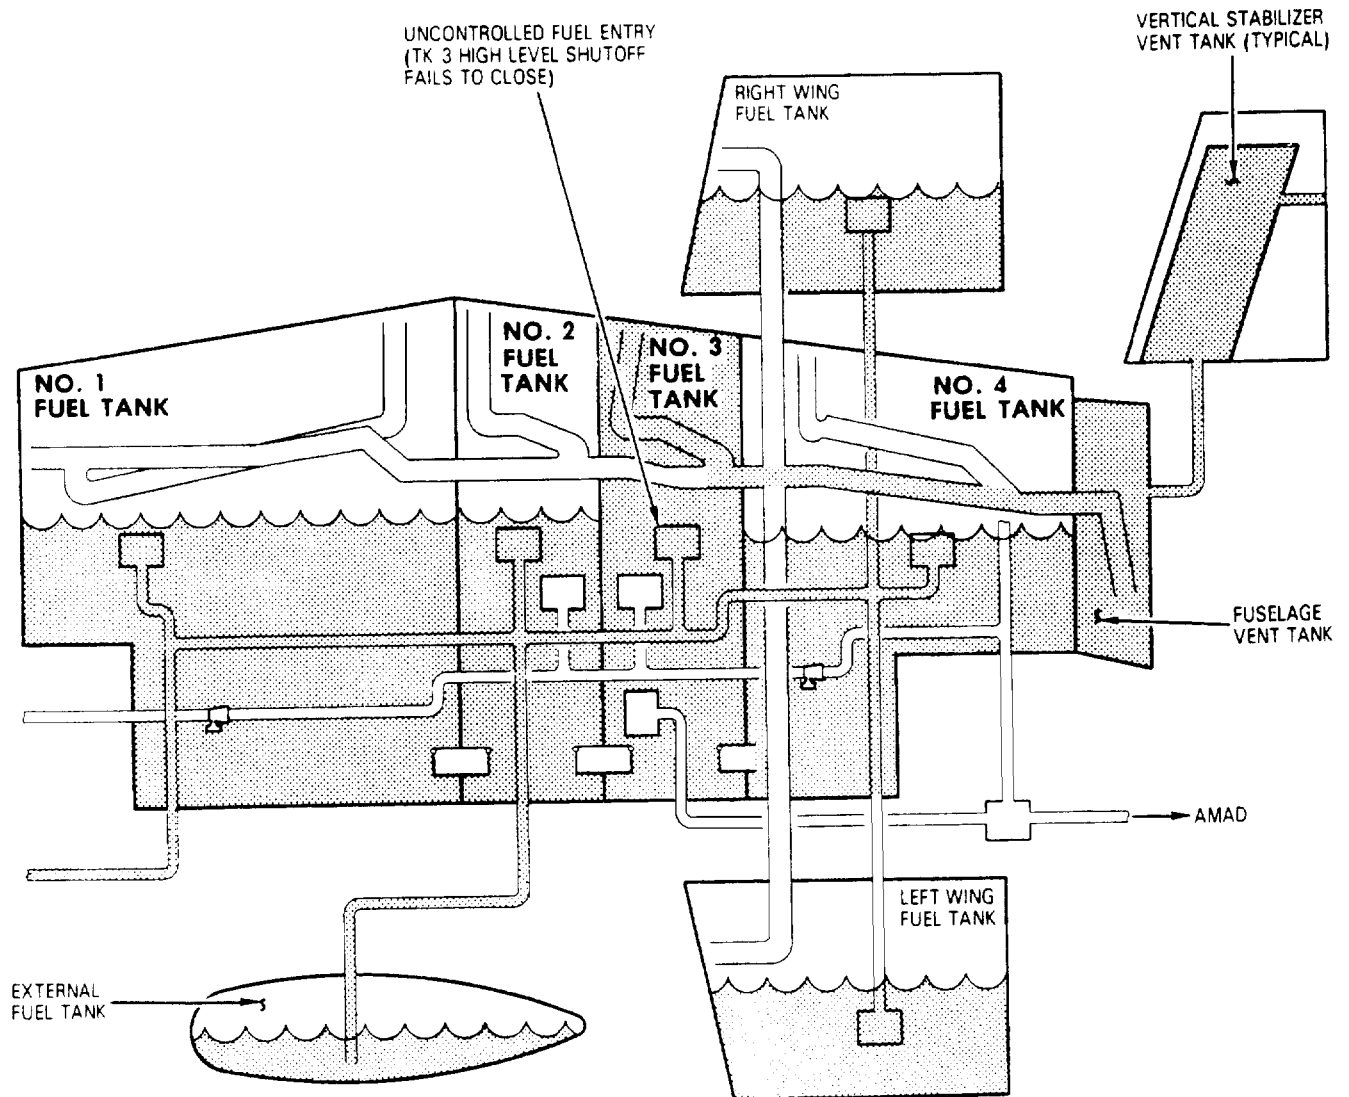 UNCONTROLLED FUEL ENTRY
(TK 3 HIGH LEVEL SHUTOFF
FAILS TO CLOSE)
VERTICAL STABILIZER
VENT TANK (TYPICAL)
RIGHT WING
FUEL TANK
NO. 1
FUEL TANK
NO. 2
FUEL
TANK
NO. 3
FUEL
TANK
NO. 4
FUEL TANK
FUSELAGE
VENT TANK
AMAD
LEFT WING
FUEL TANK
EXTERNAL
FUEL TANK